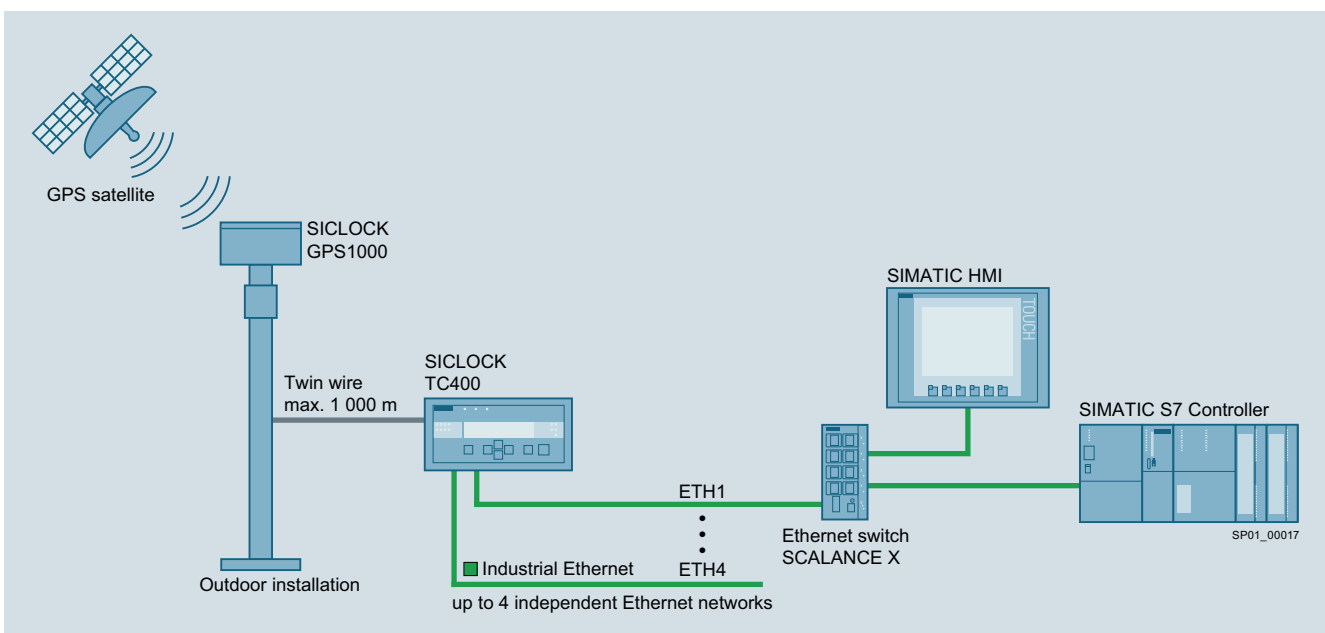 GPS satellite
SICLOCK
GPS1000
SIMATIC HMI
TOUCH
SICLOCK
TC400
Twin wire
max. 1 000 m
SIMATIC S7 Controller
ETH1
Ethernet switch
SCALANCE X
SP01_00017
Industrial Ethernet
ETH4
Outdoor installation
up to 4 independent Ethernet networks